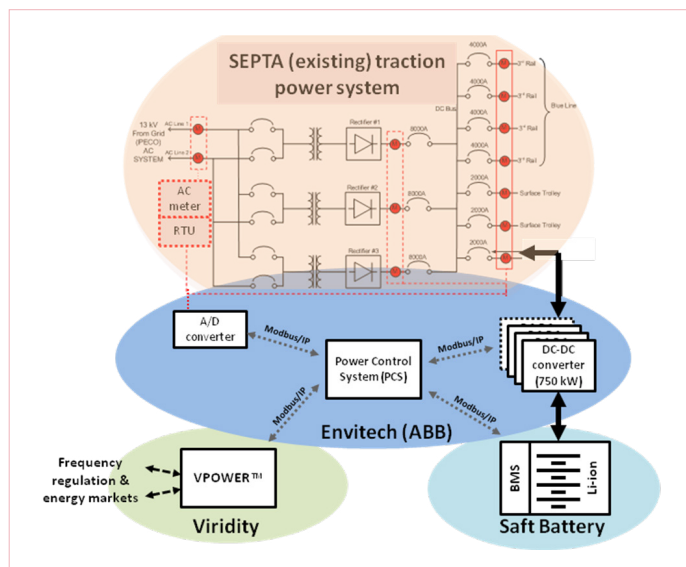 SEPTA (existing) traction
power system
13 kV
From Grid
(PECO)
AC
SYSTEM
AC Line 1
AC Line 2
AC
meter
RTU
Rectifier #1
Rectifier #2
Rectifier #3
8000A
8000A
8000A
DC Bus
4000A
3rd Rail
4000A
3rd Rail
4000A
3rd Rail
4000A
3rd Rail
Blue Line
2000A
Surface Trolley
2000A
Surface Trolley
2000A
A/D
converter
Modbus/IP
Modbus/IP
Modbus/IP
Modbus/IP
Power Control
System (PCS)
DC-DC
converter
(750 kW)
Envitech (ABB)
Frequency
regulation &
energy markets
VPOWER™
Viridity
BMS
Li-ion
Saft Battery